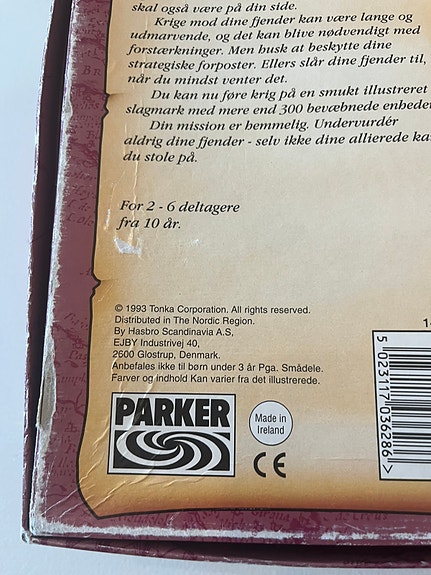 skal også være på din side.
Krige mod dine fjender kan være lange og
udmarvende, og det kan blive nødvendigt med
forstærkninger. Men husk at beskytte dine
strategiske forposter. Ellers slår dine fjender til,
når du mindst venter det.
Du kan nu føre krig på en smukt illustreret
slagmark med mere end 300 bevæbnede enhede
Din mission er hemmelig. Undervurdér
aldrig dine fjender - selv ikke dine allierede ka
du stole på.
For 2 - 6 deltagere
fra 10 år.
© 1993 Tonka Corporation. All rights reserved.
Distributed in The Nordic Region.
By Hasbro Scandinavia A.S,
EJBY Industrivej 40,
2600 Glostrup, Denmark.
Anbefales ikke til børn under 3 år Pga. Smådele.
Farver og indhold Kan varier fra det illustrerede.
PARKER
Made in
Ireland
CE
5 023117 036286 >